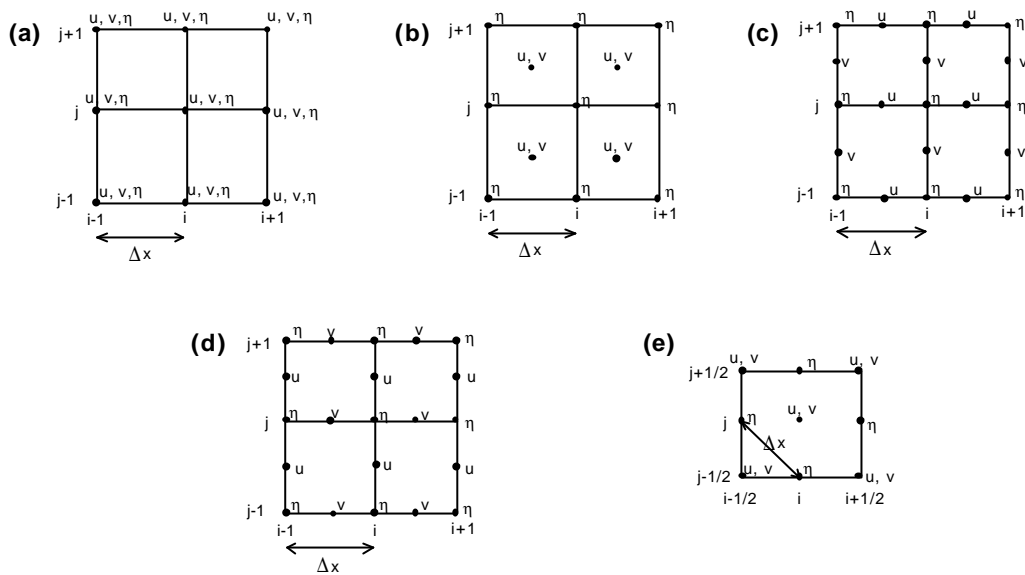 (a)
u, v,η u, v,η u, v,η
j+1
j u, v,η u, v,η u, v,η
j-1 u, v,η u, v,η u, v,η
i-1 i i+1
Δx
(b)
j+1 η η η
u, v u, v
j η η η
u, v u, v
j-1 η η η
i-1 i i+1
Δx
(c)
j+1 η u η u η
v v v
j η u η u η
v v v
j-1 η u η u η
i-1 i i+1
Δx
(d)
j+1 η v η v η
u u u
j η v η v η
u u u
j-1 η v η v η
i-1 i i+1
Δx
(e)
u, v u, v
j+1/2 η
u, v
j η η
Δx
j-1/2 u, v η u, v
i-1/2 i i+1/2